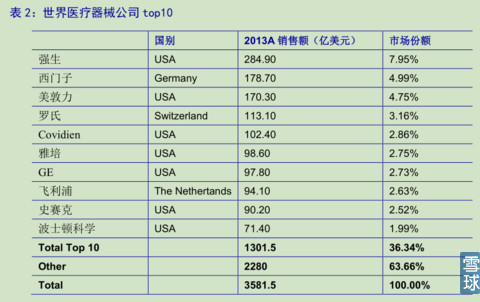 表 2：世界医疗器械公司 top10
国别 2013A 销售额（亿美元） 市场份额
强生 USA 284.90 7.95%
西门子 Germany 178.70 4.99%
美敦力 USA 170.30 4.75%
罗氏 Switzerland 113.10 3.16%
Covidien USA 102.40 2.86%
雅培 USA 98.60 2.75%
GE USA 97.80 2.73%
飞利浦 The Nethertands 94.10 2.63%
史赛克 USA 90.20 2.52%
波士顿科学 USA 71.40 1.99%
Total Top 10 1301.5 36.34%
Other 2280 63.66%
Total 3581.5 100.00%
雪球